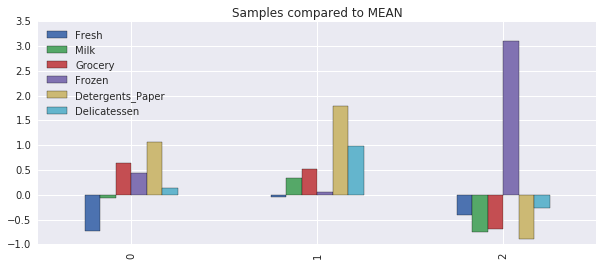 Samples compared to MEAN
3.5
3.0
2.5
2.0
1.5
1.0
0.5
0.0
−0.5
−1.0
Fresh
Milk
Grocery
Frozen
Detergents_Paper
Delicatessen
0
1
2